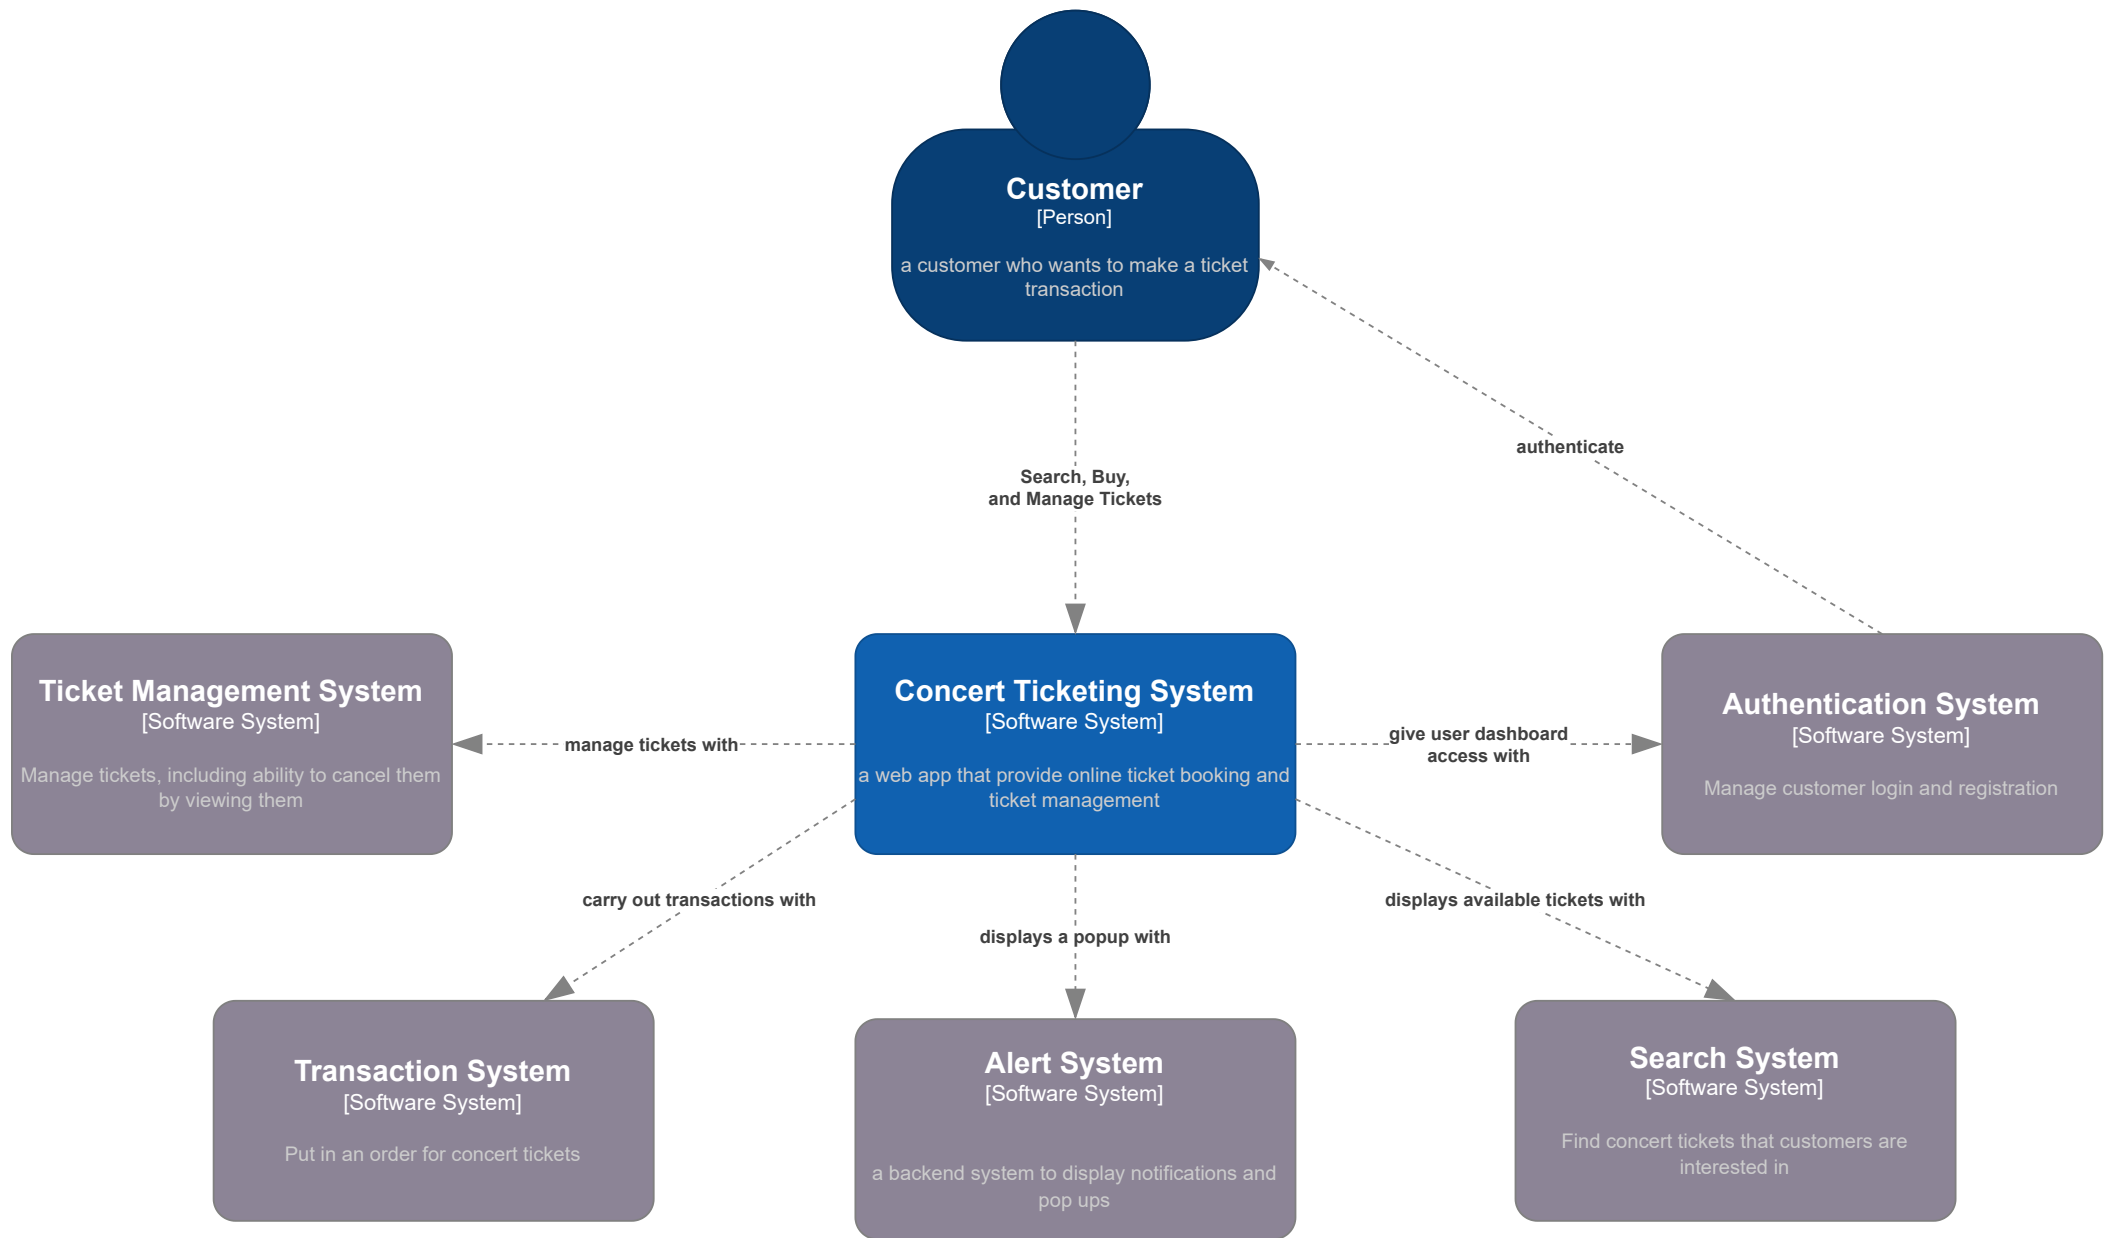 Customer
[Person]
a customer who wants to make a ticket
transaction
authenticate
Search, Buy,
and Manage Tickets
Ticket Management System
[Software System]
Manage tickets, including ability to cancel them
by viewing them
manage tickets with
Concert Ticketing System
[Software System]
a web app that provide online ticket booking and
ticket management
give user dashboard
access with
Authentication System
[Software System]
Manage customer login and registration
carry out transactions with
displays a popup with
displays available tickets with
Transaction System
[Software System]
Put in an order for concert tickets
Alert System
[Software System]
a backend system to display notifications and
pop ups
Search System
[Software System]
Find concert tickets that customers are
interested in